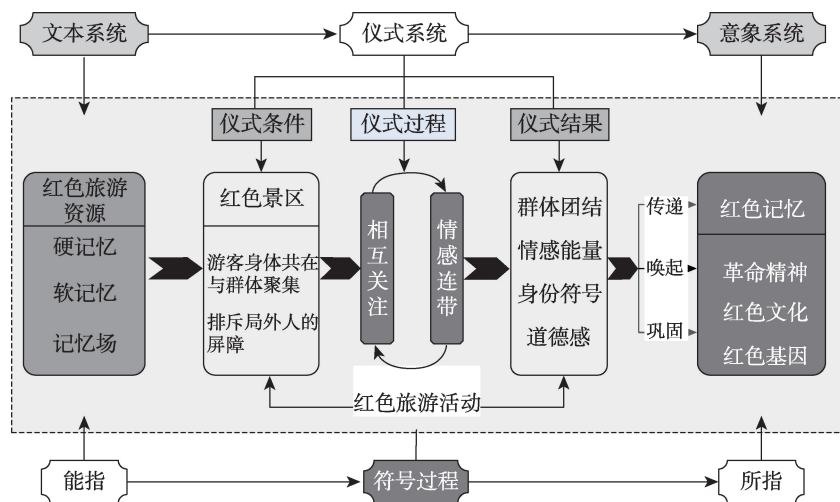 文本系统
仪式系统
意象系统
仪式条件
仪式过程
仪式结果
红色旅游
资源
硬记忆
软记忆
记忆场
红色景区
游客身体共在
与群体聚集
排斥局外人的
屏障
相互关注
情感连带
群体团结
情感能量
身份符号
道德感
传递
唤起
巩固
红色记忆
革命精神
红色文化
红色基因
红色旅游活动
能指
符号过程
所指